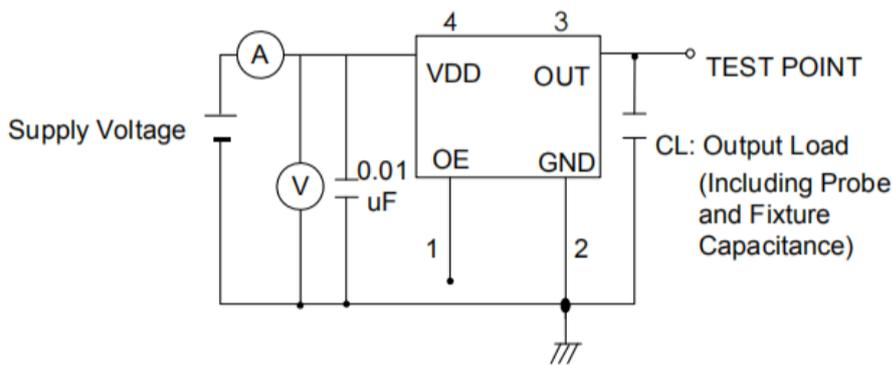 4
3
A
VDD
OUT
TEST POINT
Supply Voltage
CL: Output Load
OE
GND
(Including Probe
V
0.01
uF
and Fixture
1
2
Capacitance)